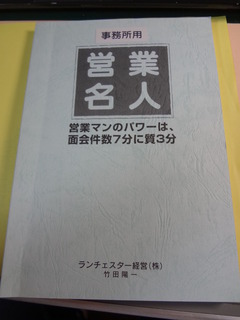 事務所用
営業
名人
営業マンのパワーは、
面会件数7分に質3分
ランチェスター経営(株)
竹田陽一